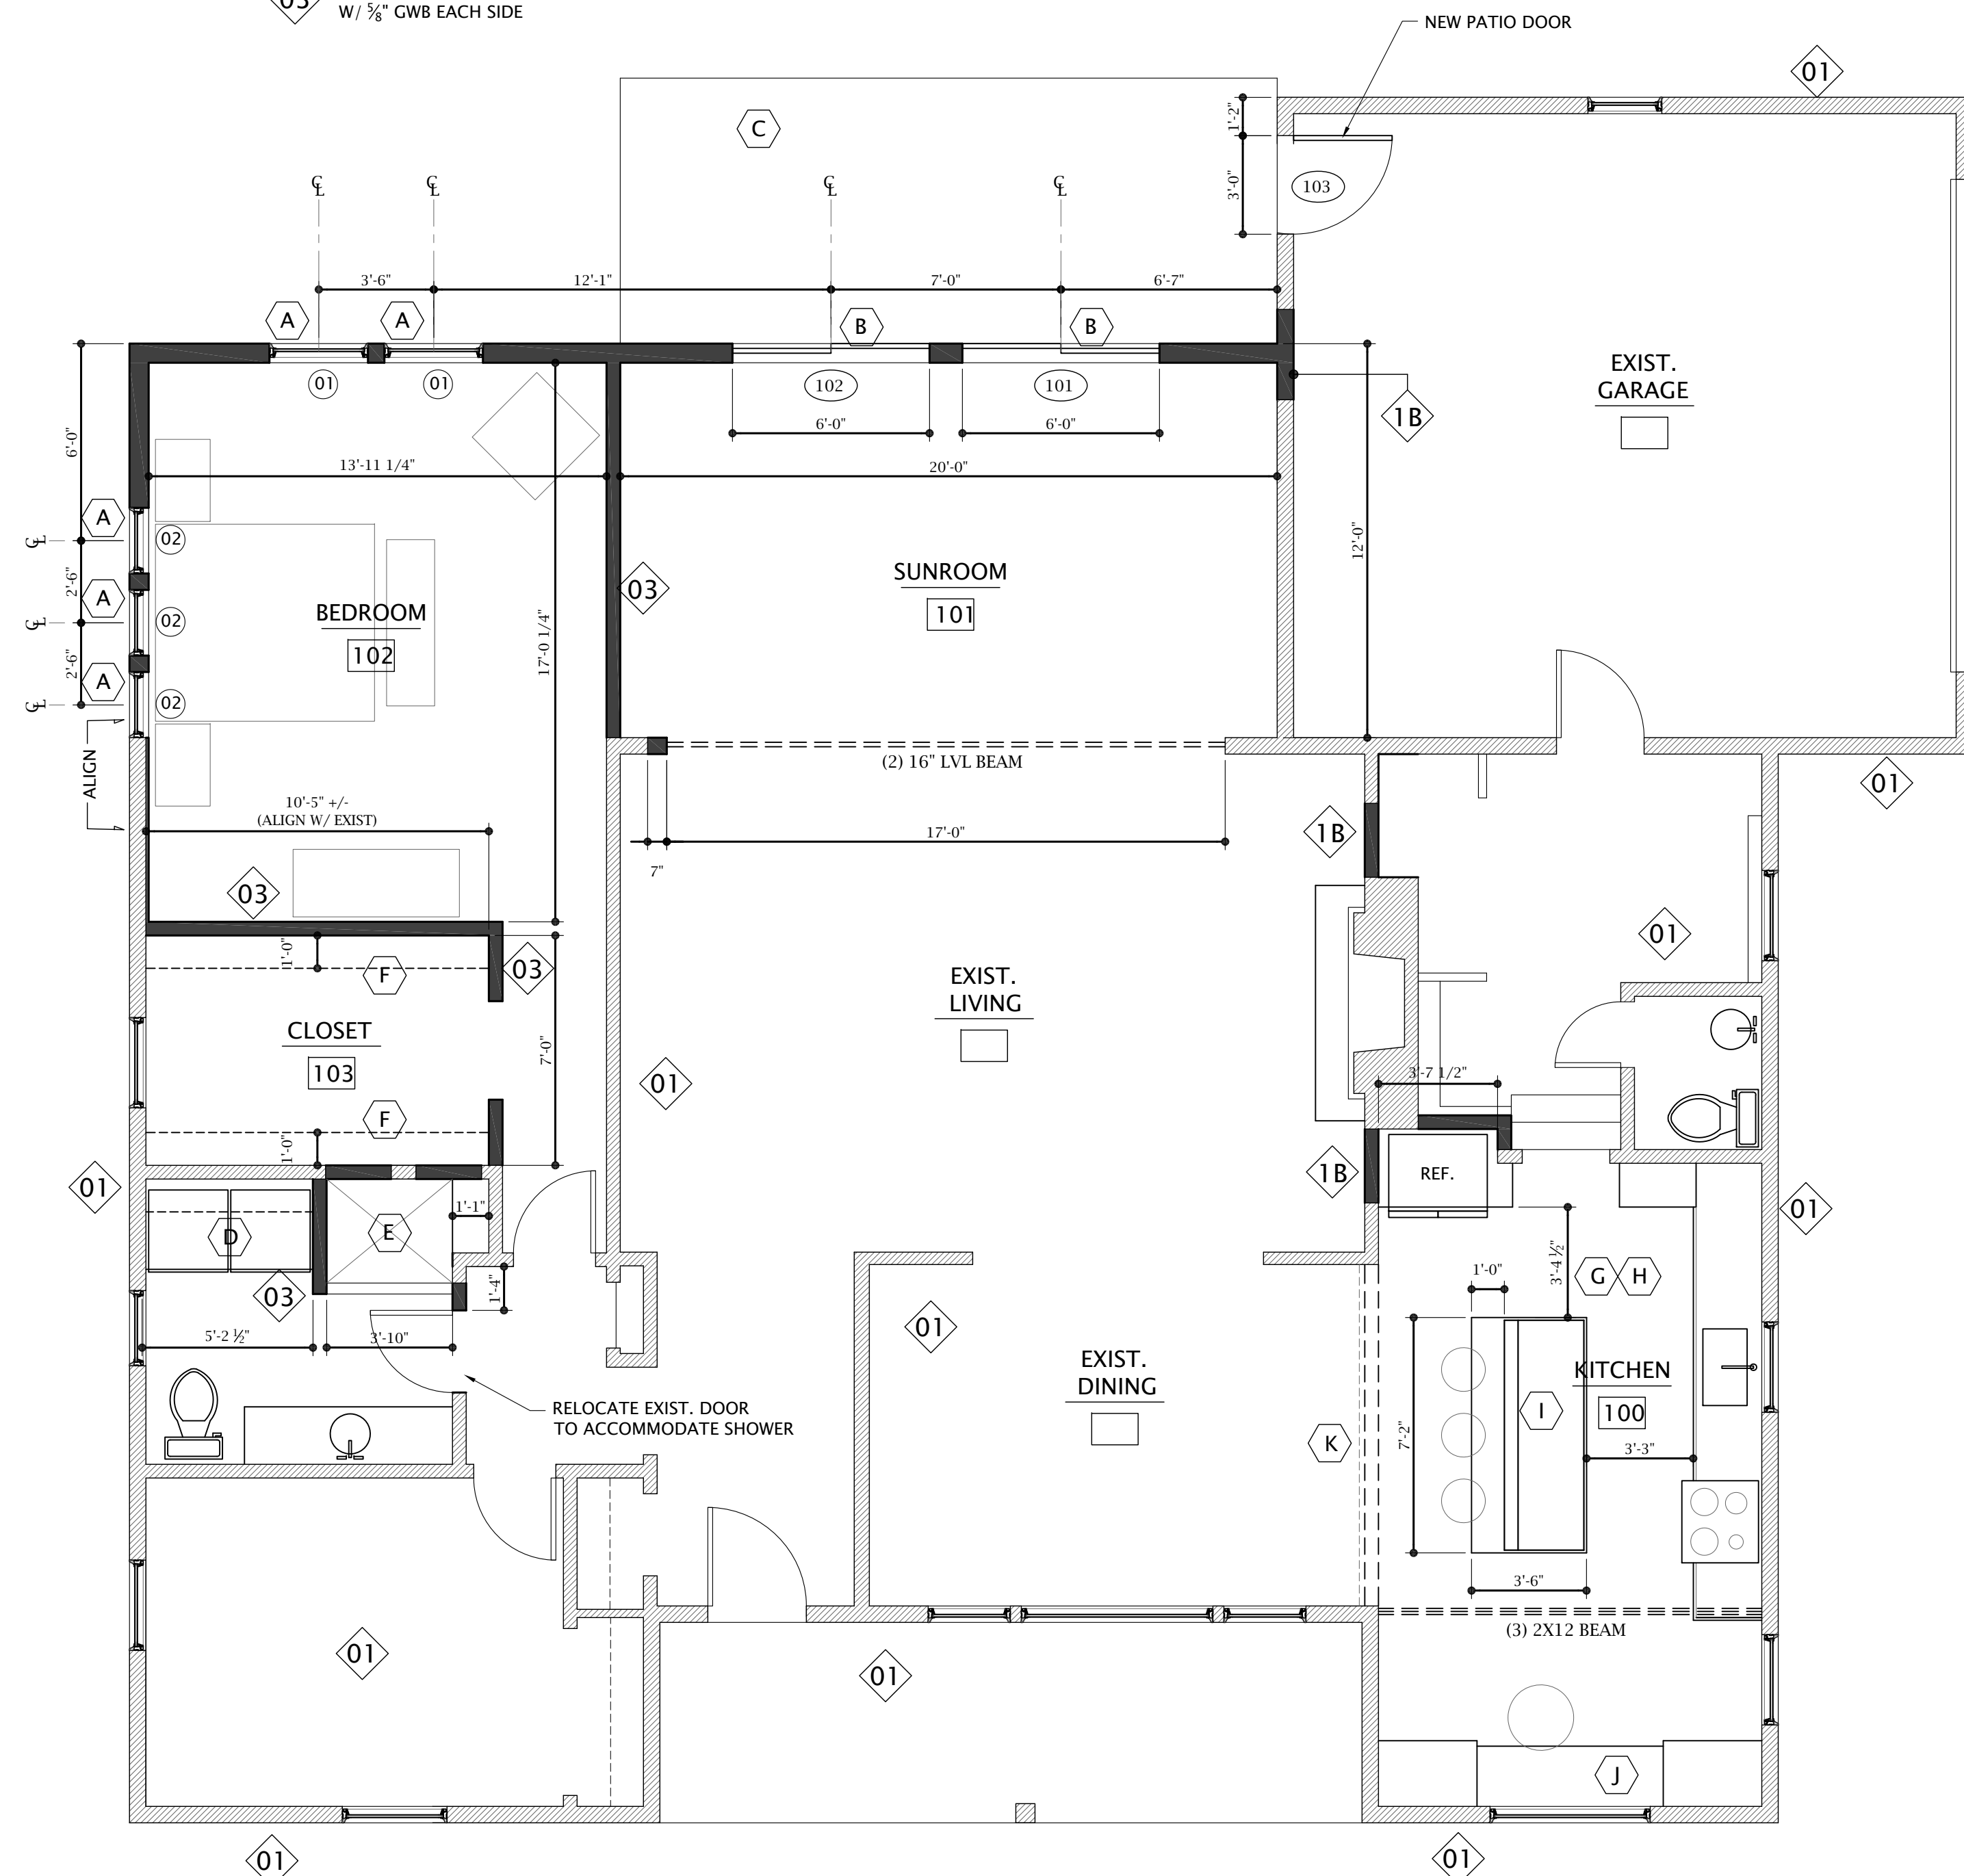 03
W/ ⅝" GWB EACH SIDE
NEW PATIO DOOR
01
C
1'-2"
3'-0"
103
℄
℄
℄
℄
3'-6"
12'-1"
7'-0"
6'-7"
A
A
B
B
01
01
102
101
6'-0"
6'-0"
1B
EXIST.
GARAGE
6'-0"
13'-11 1/4"
20'-0"
12'-0"
A
℄
02
2'-6"
A
℄
02
2'-6"
A
℄
02
ALIGN
BEDROOM
102
17'-0 1/4"
03
SUNROOM
101
(2) 16" LVL BEAM
01
10'-5" +/-
(ALIGN W/ EXIST)
17'-0"
7"
1B
03
01
1'-0"
F
03
CLOSET
103
7'-0"
F
1'-0"
EXIST.
LIVING
01
3'-7 1/2"
01
1B
REF.
01
D
E
1'-1"
03
1'-4"
5'-2 ½"
3'-10"
RELOCATE EXIST. DOOR
TO ACCOMMODATE SHOWER
01
EXIST.
DINING
K
3'-4 ½"
G
H
1'-0"
7'-2"
I
KITCHEN
100
3'-3"
3'-6"
(3) 2X12 BEAM
01
01
J
01
01